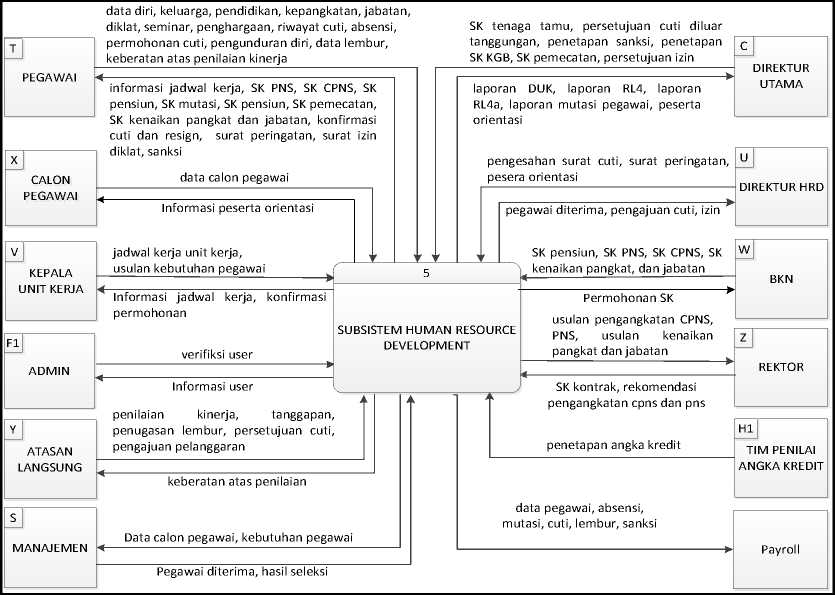 data diri, keluarga, pendidikan, kepangkatan, jabatan,
diklat, seminar, penghargaan, riwayat cuti, absensi,
permohonan cuti, pengunduran diri, data lembur,
keberatan atas penilaian kinerja
T
PEGAWAI
informasi jadwal kerja, SK PNS, SK CPNS, SK
pensiun, SK mutasi, SK pensiun, SK pemecatan,
SK kenaikan pangkat dan jabatan, konfirmasi
cuti dan resign, surat peringatan, surat izin
diklat, sanksi
X
CALON
PEGAWAI
data calon pegawai
Informasi peserta orientasi
V
KEPALA
UNIT KERJA
jadwal kerja unit kerja,
usulan kebutuhan pegawai
Informasi jadwal kerja, konfirmasi
permohonan
F1
ADMIN
verifiksi user
Informasi user
Y
ATASAN
LANGSUNG
penilaian kinerja, tanggapan,
penugasan lembur, persetujuan cuti,
pengajuan pelanggaran
keberatan atas penilaian
S
MANAJEMEN
Data calon pegawai, kebutuhan pegawai
Pegawai diterima, hasil seleksi
5
SUBSISTEM HUMAN RESOURCE
DEVELOPMENT
SK tenaga tamu, persetujuan cuti diluar
tanggungan, penetapan sanksi, penetapan
SK KGB, SK pemecatan, persetujuan izin
C
DIREKTUR
UTAMA
laporan DUK, laporan RL4, laporan
RL4a, laporan mutasi pegawai, peserta
orientasi
U
DIREKTUR HRD
pengesahan surat cuti, surat peringatan,
pesera orientasi
pegawai diterima, pengajuan cuti, izin
W
BKN
SK pensiun, SK PNS, SK CPNS, SK
kenaikan pangkat, dan jabatan
Permohonan SK
Z
REKTOR
usulan pengangkatan CPNS,
PNS, usulan kenaikan
pangkat dan jabatan
SK kontrak, rekomendasi
pengangkatan cpns dan pns
H1
TIM PENILAI
ANGKA KREDIT
penetapan angka kredit
data pegawai, absensi,
mutasi, cuti, lembur, sanksi
Payroll